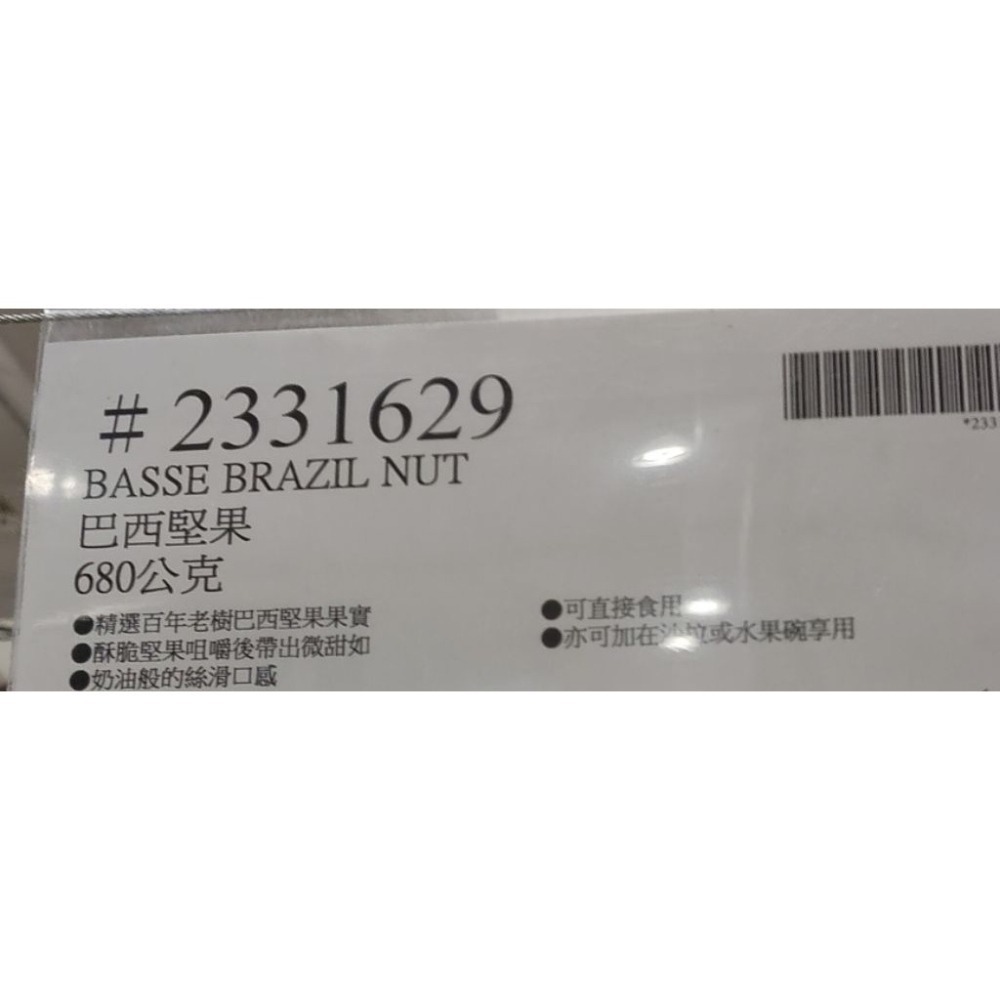 #2331629
*233
BASSE BRAZIL NUT
巴西堅果
680公克
●精選百年老樹巴西堅果果實
●酥脆堅果咀嚼後帶出微甜如
●奶油般的絲滑口感
●可直接食用
●亦可加在沙拉或水果碗享用